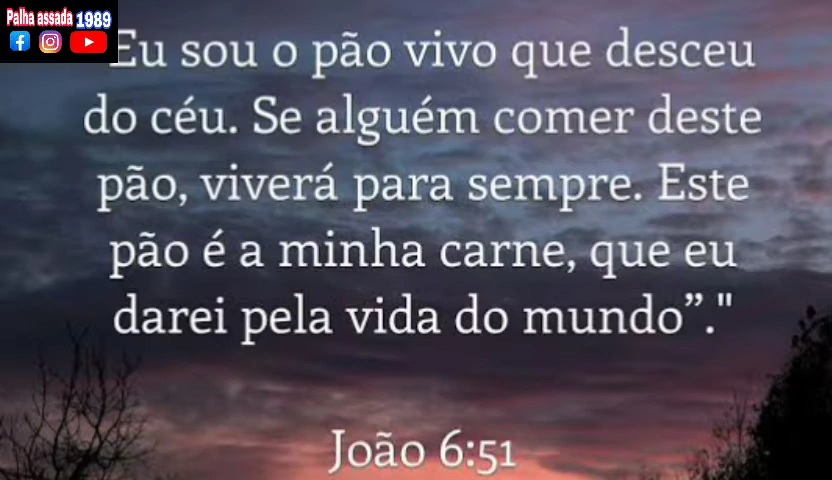 Palha assada 1989
"Eu sou o pão vivo que desceu
do céu. Se alguém comer deste
pão, viverá para sempre. Este
pão é a minha carne, que eu
darei pela vida do mundo”."
João 6:51